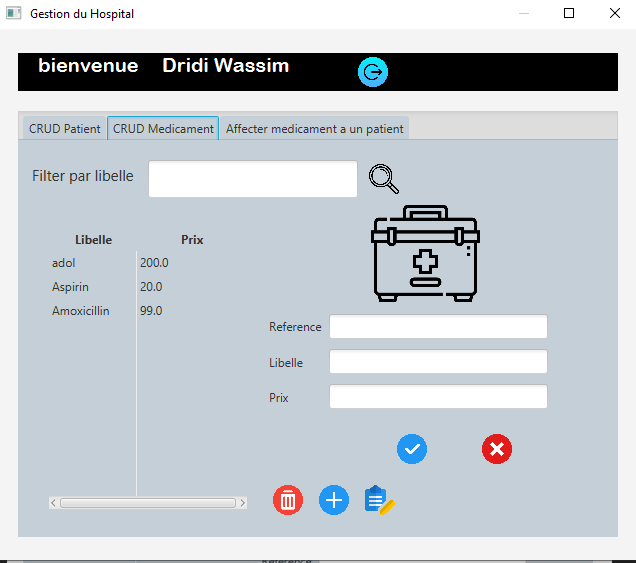 Gestion du Hospital
bienvenue Dridi Wassim
CRUD Patient CRUD Medicament Affecter medicament a un patient
Filter par libelle
Libelle Prix
adol 200.0
Aspirin 20.0
Amoxicillin 99.0
Reference
Libelle
Prix